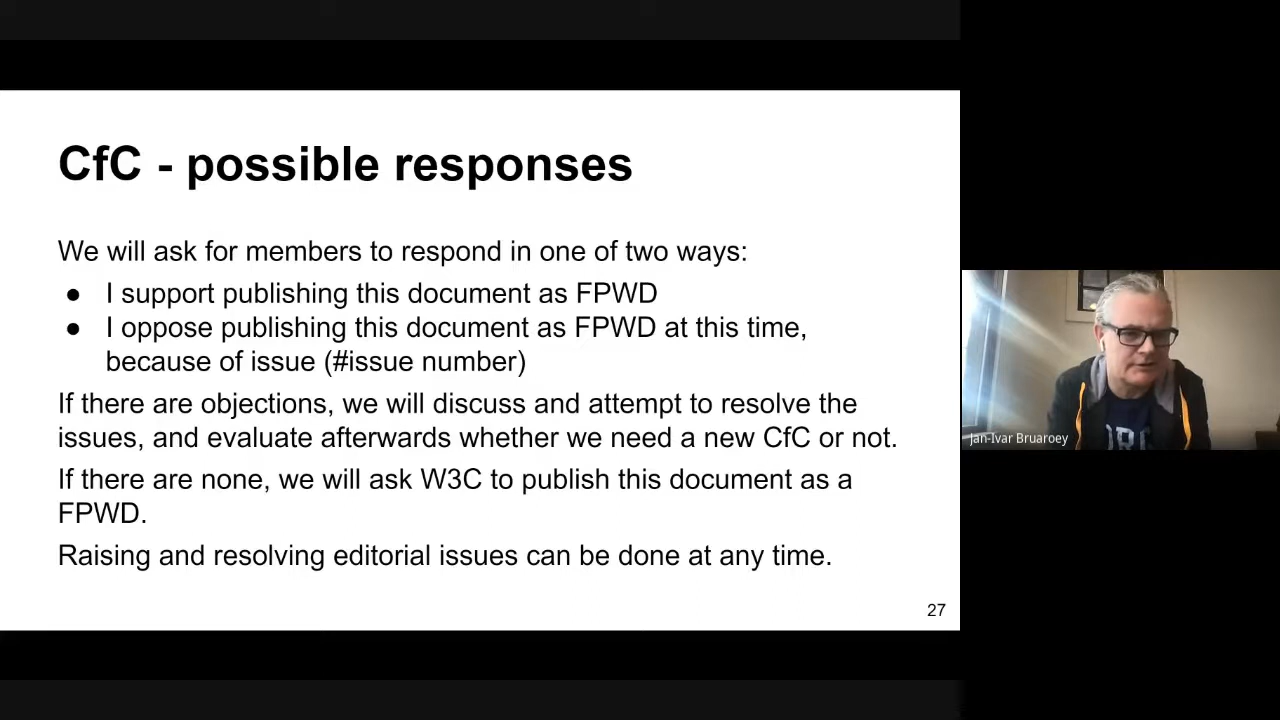 CfC - possible responses
We will ask for members to respond in one of two ways:
● I support publishing this document as FPWD
● I oppose publishing this document as FPWD at this time,
because of issue (#issue number)
If there are objections, we will discuss and attempt to resolve the
issues, and evaluate afterwards whether we need a new CfC or not.
If there are none, we will ask W3C to publish this document as a
FPWD.
Raising and resolving editorial issues can be done at any time.
27
Jan-Ivar Bruaroey